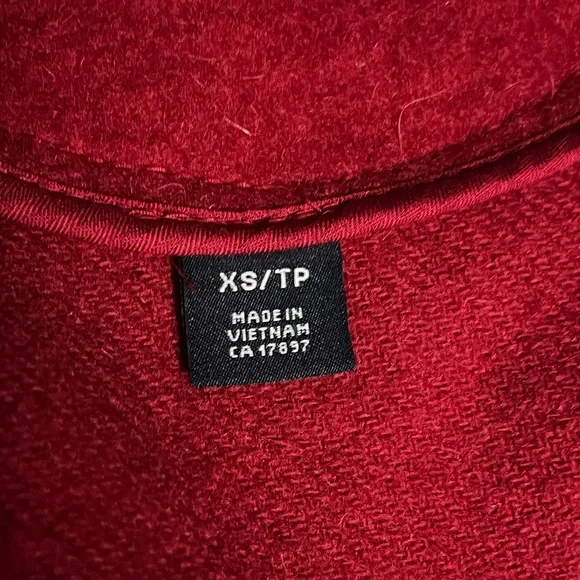 XS/TP
MADE IN
VIETNAM
CA 17897